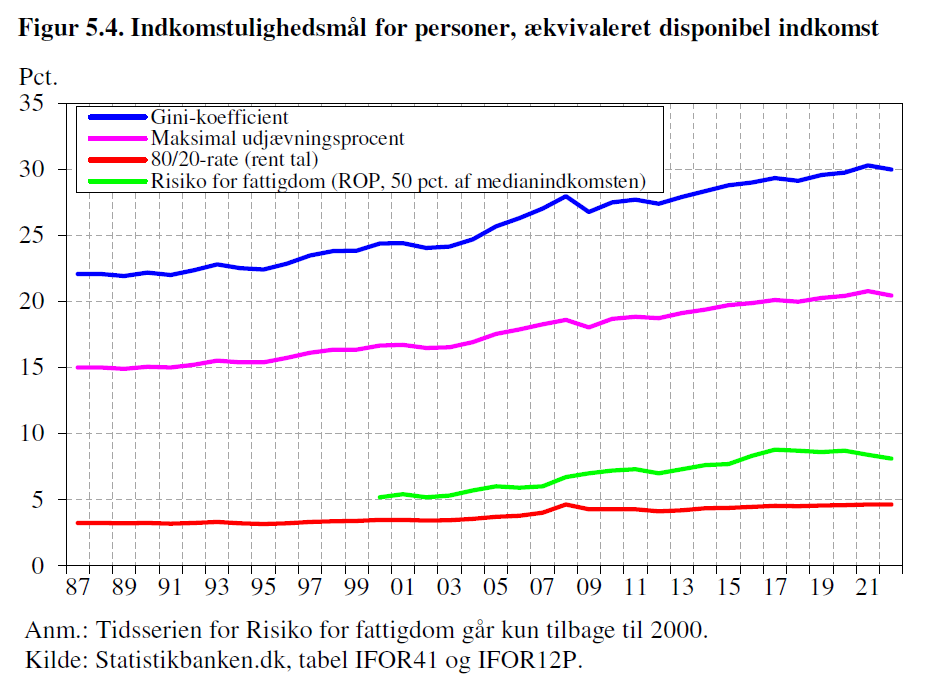 Figur 5.4. Indkomstulighedsmål for personer, ækvivaleret disponibel indkomst
Pct.
35
30
25
20
15
10
5
0
Gini-koefficient
Maksimal udjævningsprocent
80/20-rate (rent tal)
Risiko for fattigdom (ROP, 50 pct. af medianindkomsten)
87 89 91 93 95 97 99 01 03 05 07 09 11 13 15 17 19 21
Anm.: Tidsserien for Risiko for fattigdom går kun tilbage til 2000.
Kilde: Statistikbanken.dk, tabel IFOR41 og IFOR12P.